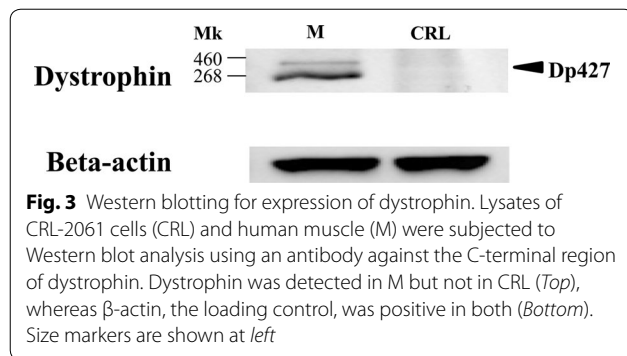 Mk M CRL
460
Dystrophin 268 Dp427
Beta-actin
Fig. 3 Western blotting for expression of dystrophin. Lysates of
CRL-2061 cells (CRL) and human muscle (M) were subjected to
Western blot analysis using an antibody against the C-terminal region
of dystrophin. Dystrophin was detected in M but not in CRL (Top),
whereas β-actin, the loading control, was positive in both (Bottom).
Size markers are shown at left